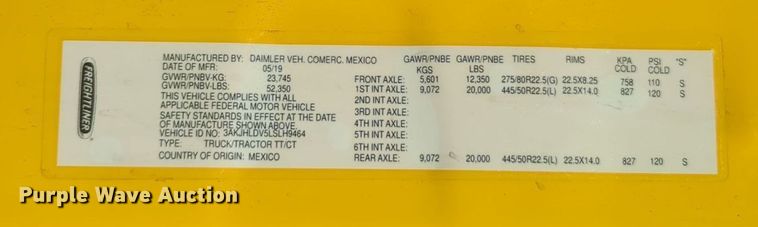 FREIGHTLINER
MANUFACTURED BY: DAIMLER VEH. COMERC. MEXICO
DATE OF MFR: 05/19
GVWR/PNBV-KG: 23,745
GVWR/PNBV-LBS: 52,350
THIS VEHICLE COMPLIES WITH ALL
APPLICABLE FEDERAL MOTOR VEHICLE
SAFETY STANDARDS IN EFFECT AT THE DATE
OF MANUFACTURE SHOWN ABOVE.
VEHICLE ID NO: 3AKJHLDV5LSLH9464
TYPE: TRUCK/TRACTOR TT/CT
COUNTRY OF ORIGIN: MEXICO
GAWR/PNBE KGS GAWR/PNBE LBS TIRES RIMS KPA COLD PSI COLD "S"
FRONT AXLE: 5,601 12,350 275/80R22.5(G) 22.5X8.25 758 110 S
1ST INT AXLE: 9,072 20,000 445/50R22.5(L) 22.5X14.0 827 120 S
2ND INT AXLE:
3RD INT AXLE:
4TH INT AXLE:
5TH INT AXLE:
6TH INT AXLE:
REAR AXLE: 9,072 20,000 445/50R22.5(L) 22.5X14.0 827 120 S
Purple Wave Auction